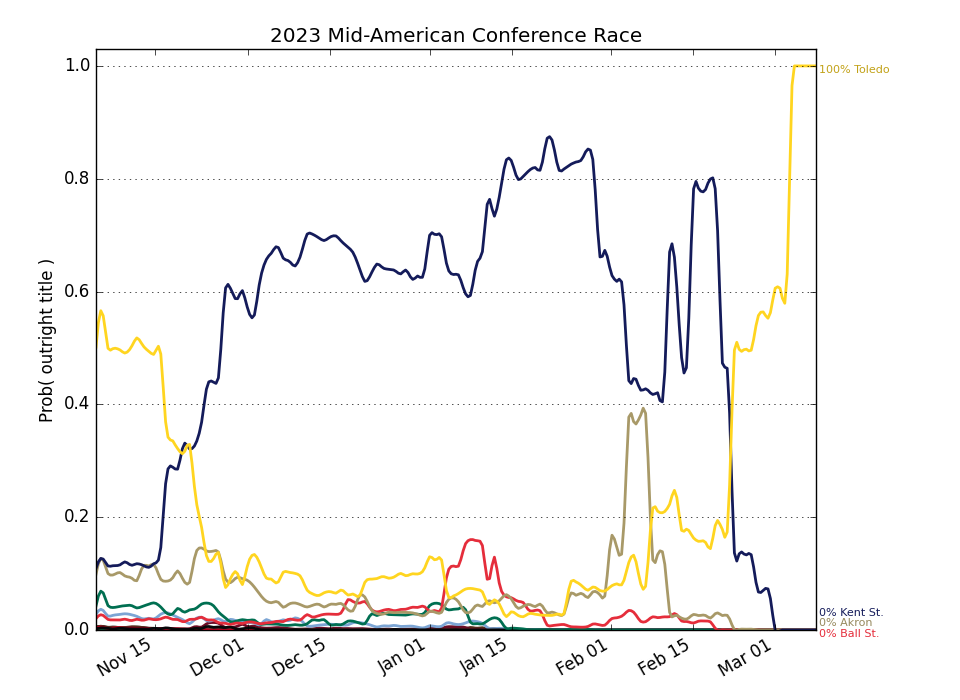 2023 Mid-American Conference Race
Prob( outright title )
1.0
0.8
0.6
0.4
0.2
0.0
100% Toledo
0% Kent St.
0% Akron
0% Ball St.
Nov 15
Dec 01
Dec 15
Jan 01
Jan 15
Feb 01
Feb 15
Mar 01